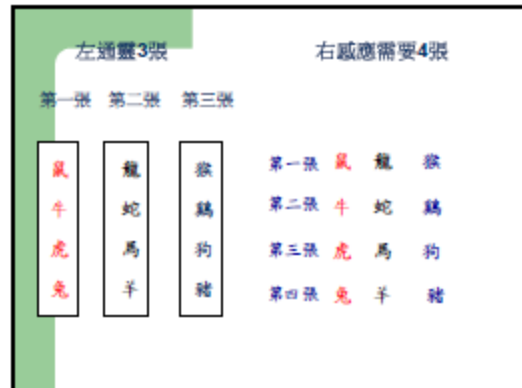 左通靈3張
右感應需要4張
第一張 第二張 第三張
鼠 龍 猴
牛 蛇 鷄
虎 馬 狗
兔 羊 豬
第一張 鼠 龍 猴
第二張 牛 蛇 鷄
第三張 虎 馬 狗
第四張 兔 羊 豬